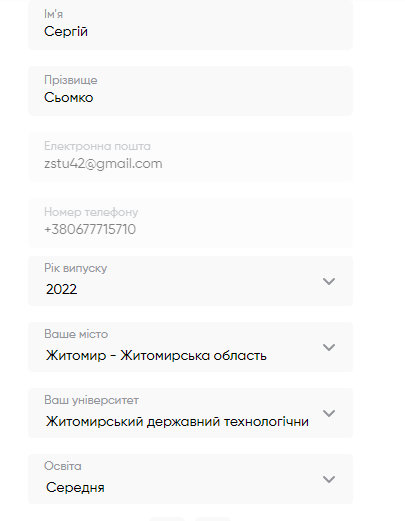 Ім'я
Сергій
Прізвище
Сьомко
Електронна пошта
zstu42@gmail.com
Номер телефону
+380677715710
Рік випуску
2022
Ваше місто
Житомир - Житомирська область
Ваш університет
Житомирський державний технологічни
Освіта
Середня